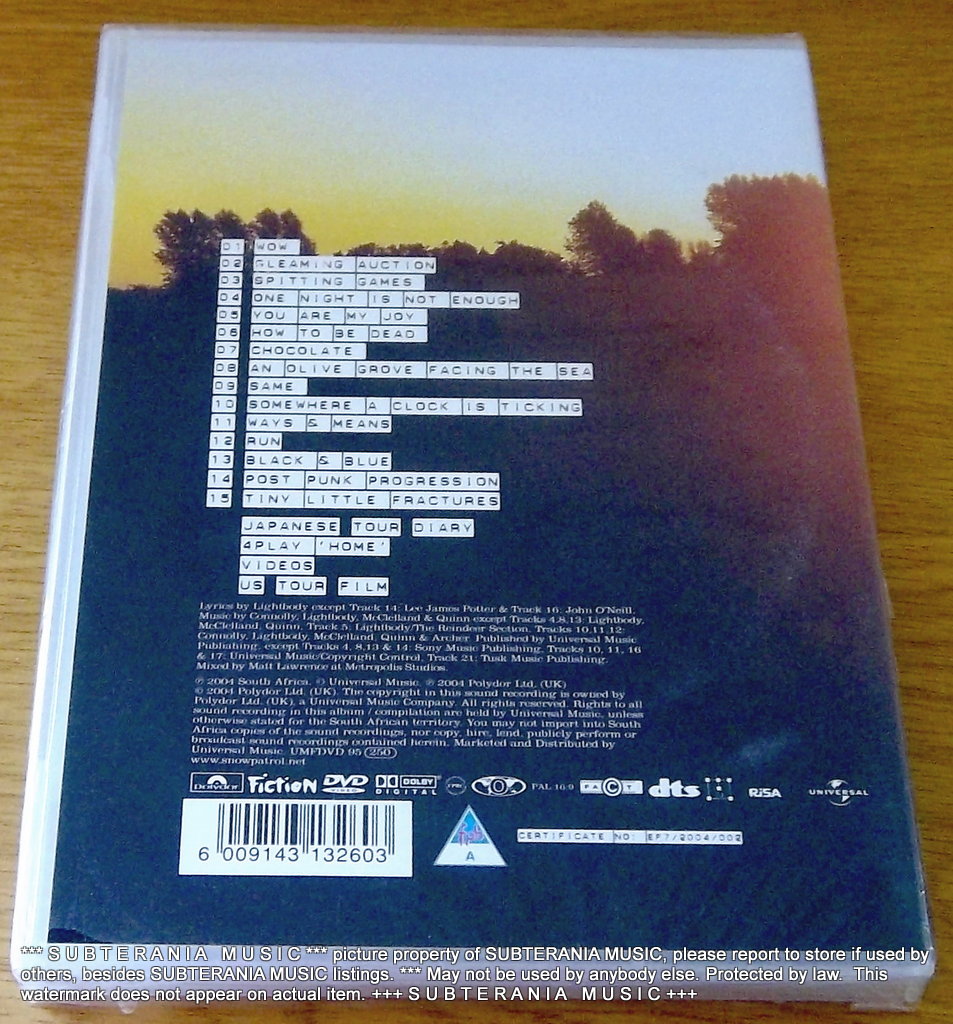 01 WOW
02 GLEAMING AUCTION
03 SPITTING GAMES
04 ONE NIGHT IS NOT ENOUGH
05 YOU ARE MY JOY
06 HOW TO BE DEAD
07 CHOCOLATE
08 AN OLIVE GROVE FACING THE SEA
09 SAME
10 SOMEWHERE A CLOCK IS TICKING
11 WAYS & MEANS
12 RUN
13 BLACK & BLUE
14 POST PUNK PROGRESSION
15 TINY LITTLE FRACTURES
JAPANESE TOUR DIARY
4PLAY 'HOME'
VIDEOS
US TOUR FILM
Lyrics by Lightbody except Track 14: Lee James Potter & Track 16: John O'Neill.
Music by Connolly, Lightbody, McClelland & Quinn except Tracks 4,8,13: Lightbody,
McClelland, Quinn. Track 5: Lightbody/The Reindeer Section. Tracks 10,11,12:
Connolly, Lightbody, McClelland, Quinn & Archer. Published by Universal Music
Publishing. except Tracks 4, 8,13 & 14: Sony Music Publishing. Tracks 10, 11, 16
& 17: Universal Music/Copyright Control. Track 21: Tusk Music Publishing.
Mixed by Matt Lawrence at Metropolis Studios.
℗ 2004 South Africa. © Universal Music. ℗ 2004 Polydor Ltd. (UK)
© 2004 Polydor Ltd. (UK). The copyright in this sound recording is owned by
Polydor Ltd. (UK), a Universal Music Company. All rights reserved. Rights to all
sound recording in this album / compilation are held by Universal Music, unless
otherwise stated for the South African territory. You may not import into South
Africa copies of the sound recordings, nor copy, hire, lend, publicly perform or
broadcast sound recordings contained herein. Marketed and Distributed by
Universal Music. UMFDVD 95 (250)
www.snowpatrol.net
Polydor Fiction DVD VIDEO DOLBY DIGITAL 0 PAL 16:9 PACT dts RiSA UNIVERSAL
6 009143 132603
A
CERTIFICATE NO: EP7/2004/002
*** S U B T E R A N I A M U S I C *** picture property of SUBTERANIA MUSIC, please report to store if used by
others, besides SUBTERANIA MUSIC listings. *** May not be used by anybody else. Protected by law. This
watermark does not appear on actual item. +++ S U B T E R A N I A M U S I C +++